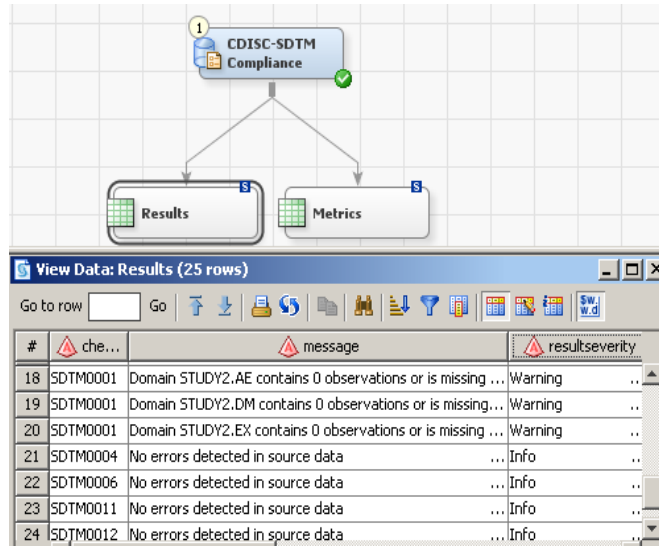 1
CDISC-SDTM
Compliance
S
S
Results
Metrics
View Data: Results (25 rows)
Go to row Go $w. w.d
# che... message resultseverity
18 SDTM0001 Domain STUDY2.AE contains 0 observations or is missing ... Warning ..
19 SDTM0001 Domain STUDY2.DM contains 0 observations or is missing... Warning ..
20 SDTM0001 Domain STUDY2.EX contains 0 observations or is missing ... Warning ..
21 SDTM0004 No errors detected in source data ... Info ..
22 SDTM0006 No errors detected in source data ... Info ..
23 SDTM0011 No errors detected in source data ... Info ..
24 SDTM0012 No errors detected in source data ... Info ..